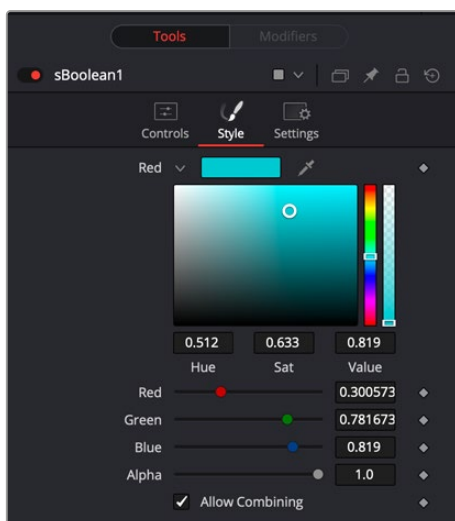 Tools Modifiers
sBoolean1
Controls Style Settings
Red
0.512 0.633 0.819
Hue Sat Value
Red 0.300573
Green 0.781673
Blue 0.819
Alpha 1.0
Allow Combining